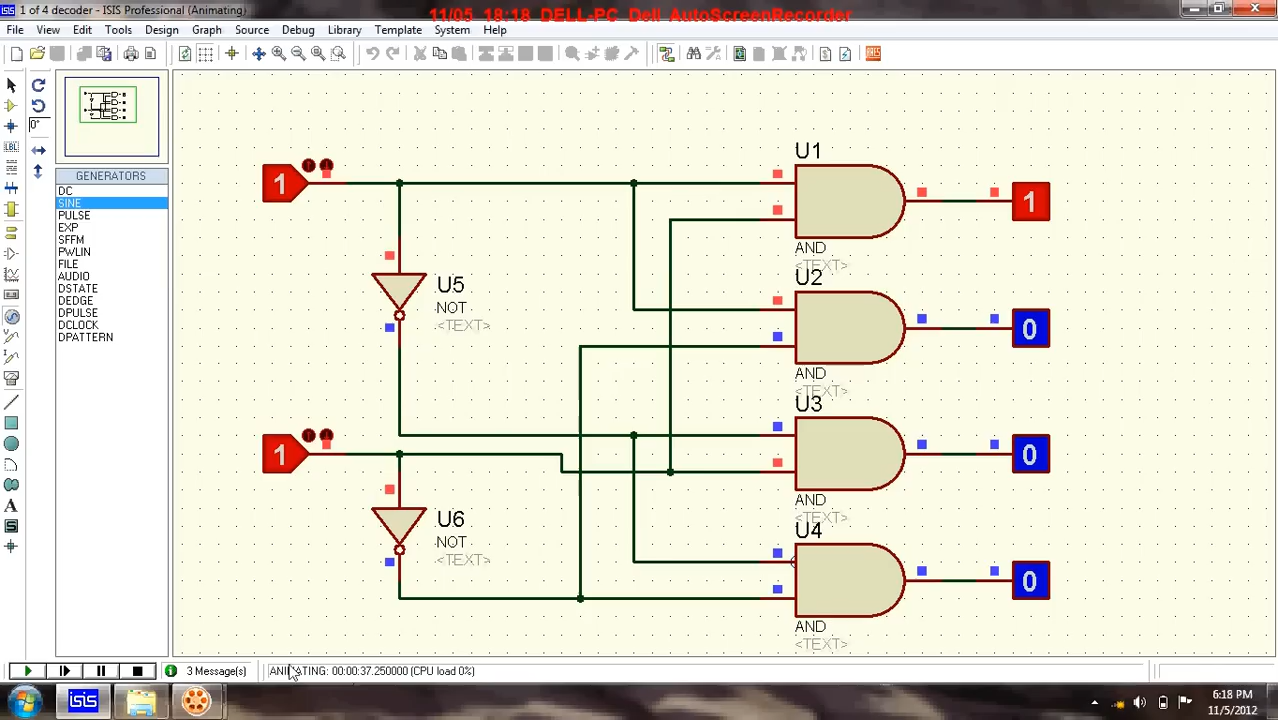 1 of 4 decoder - ISIS Professional (Animating)
11/05 18:18 DELL-PC Dell AutoScreenRecorder
File View Edit Tools Design Graph Source Debug Library Template System Help
LBL
0°
GENERATORS
DC
SINE
PULSE
EXP
SFFM
PWLIN
FILE
AUDIO
DSTATE
DEDGE
DPULSE
DCLOCK
DPATTERN
A
S
U1
1
1
AND
<TEXT>
U2
U5
NOT
<TEXT>
0
AND
<TEXT>
U3
1
0
AND
<TEXT>
U6
NOT
<TEXT>
U4
0
AND
<TEXT>
3 Message(s)
ANIMATING: 00:00:37.250000 (CPU load 0%)
isis
6:18 PM
11/5/2012